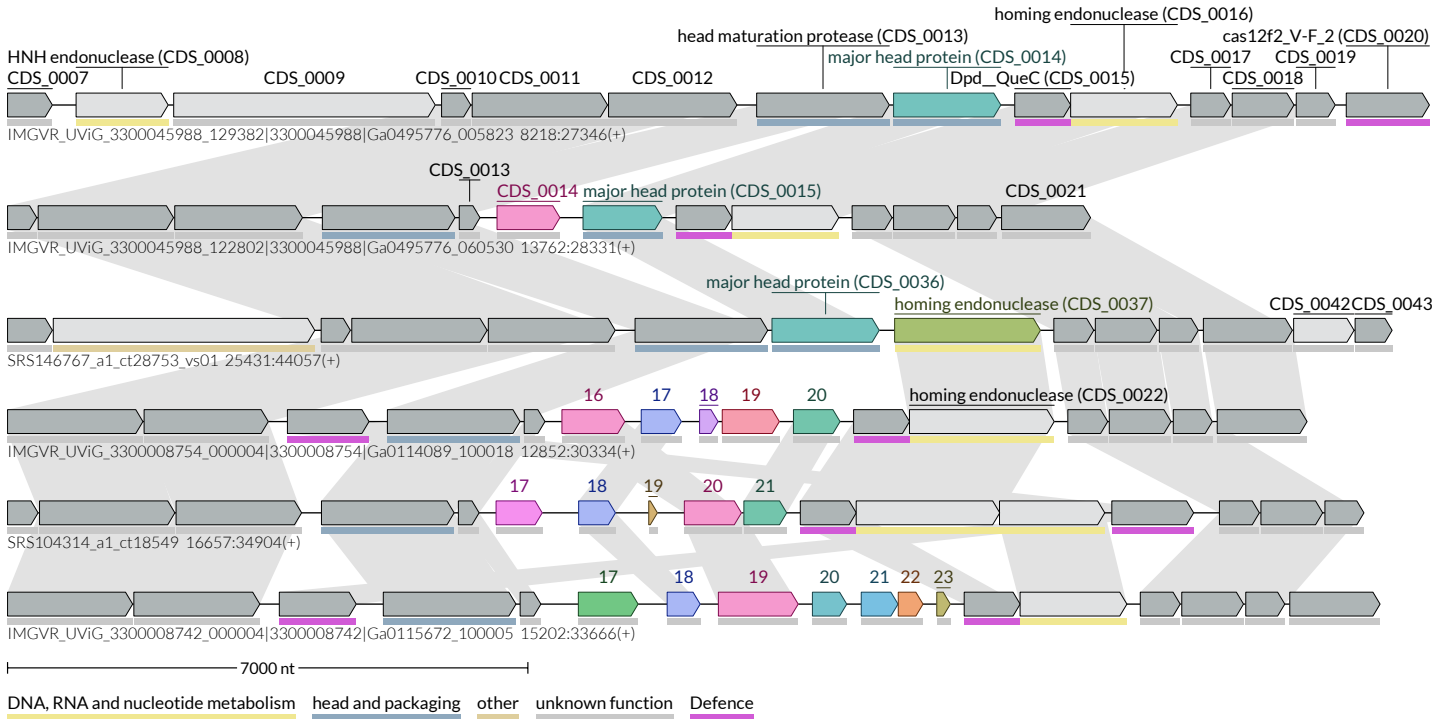 homing endonuclease (CDS_0016)
head maturation protease (CDS_0013) cas12f2_V-F_2 (CDS_0020)
HNH endonuclease (CDS_0008) major head protein (CDS_0014) CDS_0017 CDS_0019
CDS_0007 CDS_0009 CDS_0010 CDS_0011 CDS_0012 Dpd_QueC (CDS_0015) CDS_0018
IMGVR_UViG_3300045988_129382|3300045988|Ga0495776_005823 8218:27346(+)
CDS_0013
CDS_0014 major head protein (CDS_0015) CDS_0021
IMGVR_UViG_3300045988_122802|3300045988|Ga0495776_060530 13762:28331(+)
major head protein (CDS_0036)
homing endonuclease (CDS_0037) CDS_0042 CDS_0043
SRS146767_a1_ct28753_vs01 25431:44057(+)
16 17 18 19 20 homing endonuclease (CDS_0022)
IMGVR_UViG_3300008754_000004|3300008754|Ga0114089_100018 12852:30334(+)
17 18 19 20 21
SRS104314_a1_ct18549 16657:34904(+)
17 18 19 20 21 22 23
IMGVR_UViG_3300008742_000004|3300008742|Ga0115672_100005 15202:33666(+)
7000 nt
DNA, RNA and nucleotide metabolism head and packaging other unknown function Defence